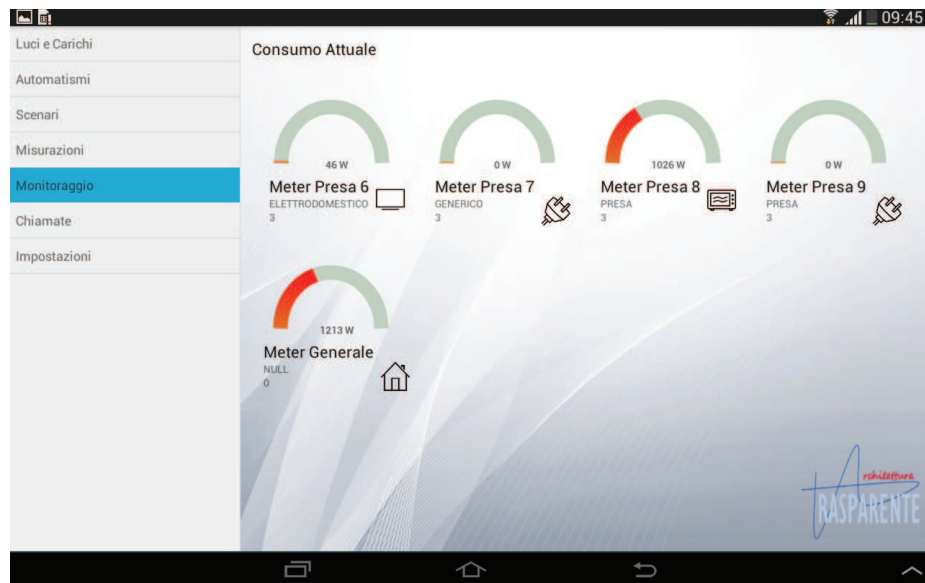 09:45
Luci e Carichi
Automatismi
Scenari
Misurazioni
Monitoraggio
Chiamate
Impostazioni
Consumo Attuale
46 W
Meter Presa 6
ELETTRODOMESTICO
3
0 W
Meter Presa 7
GENERICO
3
1026 W
Meter Presa 8
PRESA
3
0 W
Meter Presa 9
PRESA
3
1213 W
Meter Generale
NULL
0
rchitettura
RASPARENTE